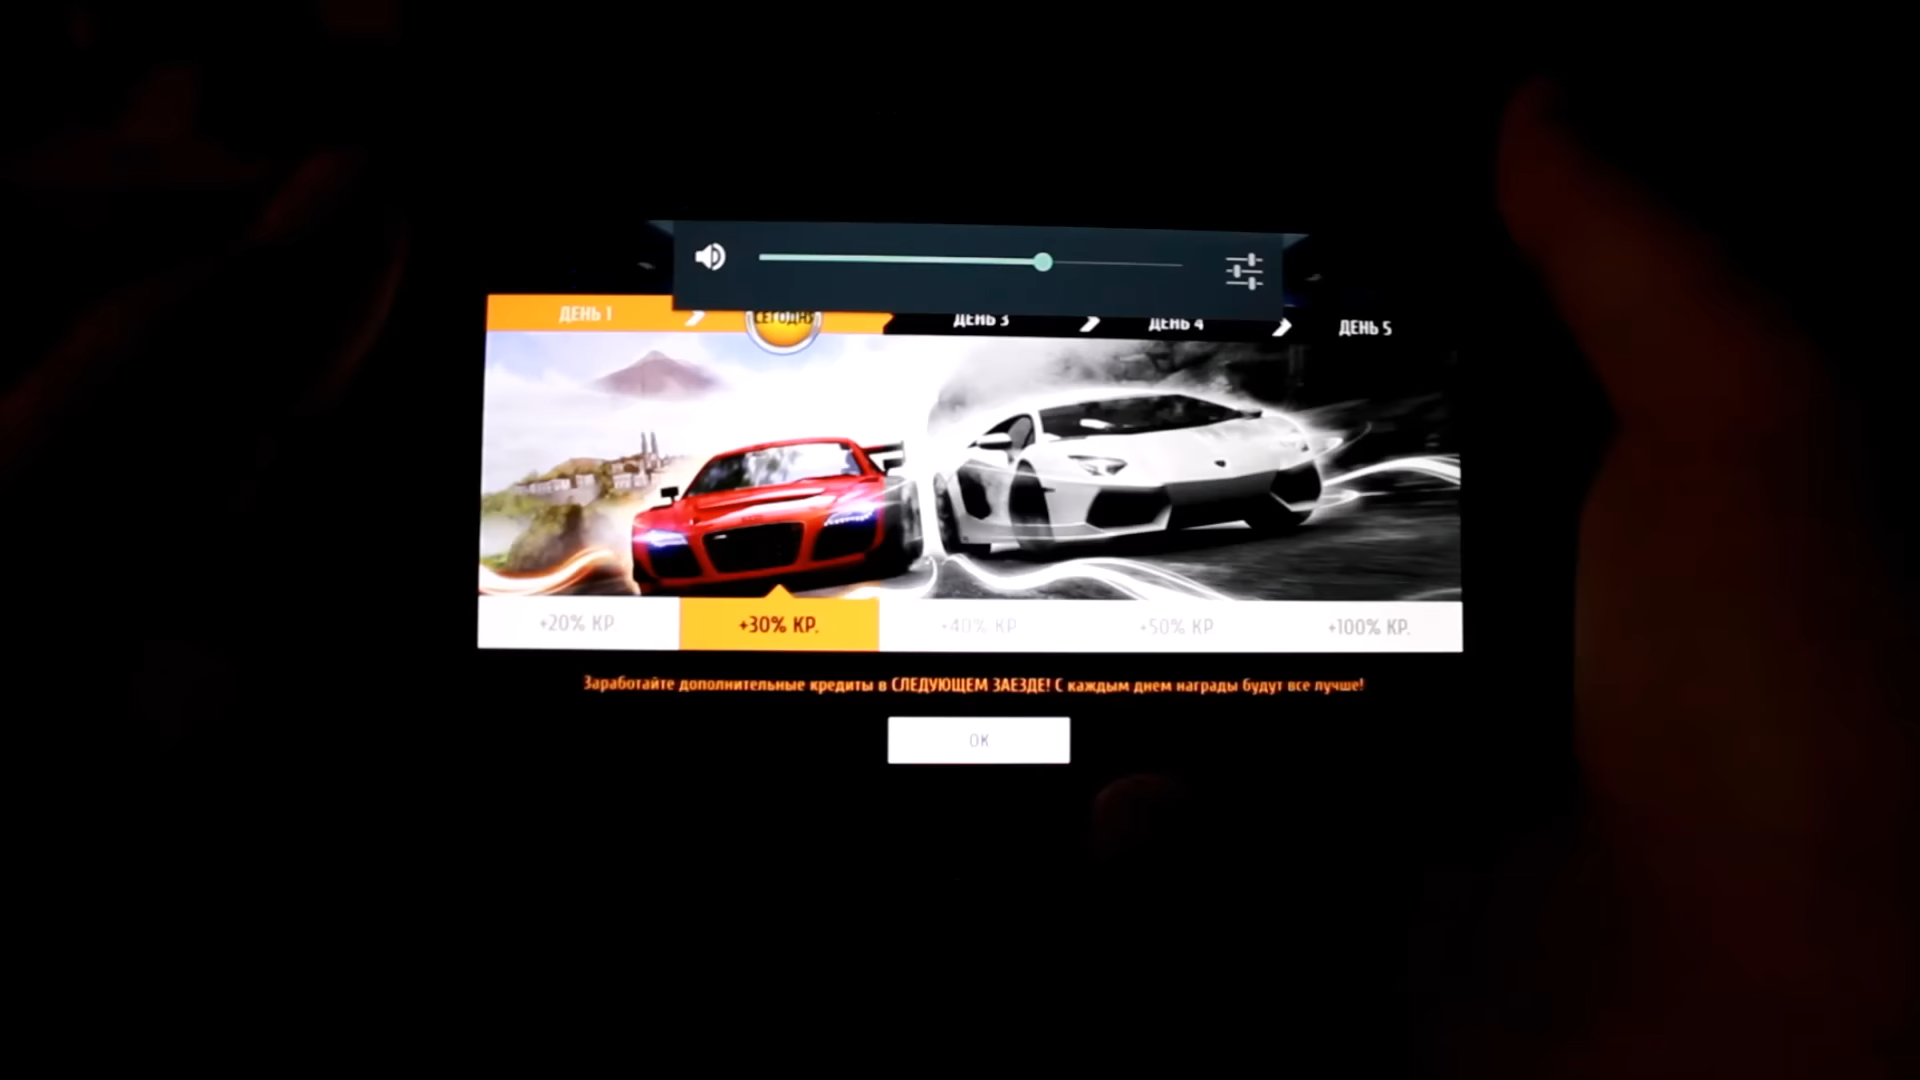 ДЕНЬ 1
СЕГОДНЯ
ДЕНЬ 3
ДЕНЬ 4
ДЕНЬ 5
+20% КР.
+30% КР.
+40% КР
+50% КР
+100% КР.
Заработайте дополнительные кредиты в СЛЕДУЮЩЕМ ЗАЕЗДЕ! С каждым днем награды будут все лучше!
OK